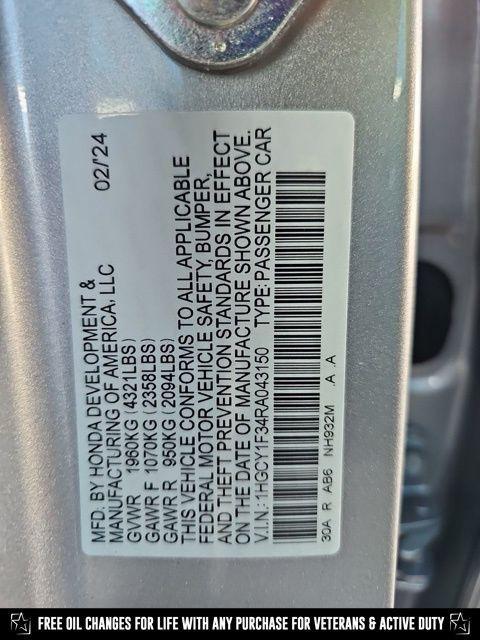 MFD. BY HONDA DEVELOPMENT &
MANUFACTURING OF AMERICA, LLC 02/'24
GVWR 1960KG (4321LBS)
GAWR F 1070KG (2358LBS)
GAWR R 950KG (2094LBS)
THIS VEHICLE CONFORMS TO ALL APPLICABLE
FEDERAL MOTOR VEHICLE SAFETY, BUMPER,
AND THEFT PREVENTION STANDARDS IN EFFECT
ON THE DATE OF MANUFACTURE SHOWN ABOVE.
V.I.N.: 1HGCY1F34RA043150 TYPE: PASSENGER CAR
30A R AB6 NH932M .A .A
FREE OIL CHANGES FOR LIFE WITH ANY PURCHASE FOR VETERANS & ACTIVE DUTY